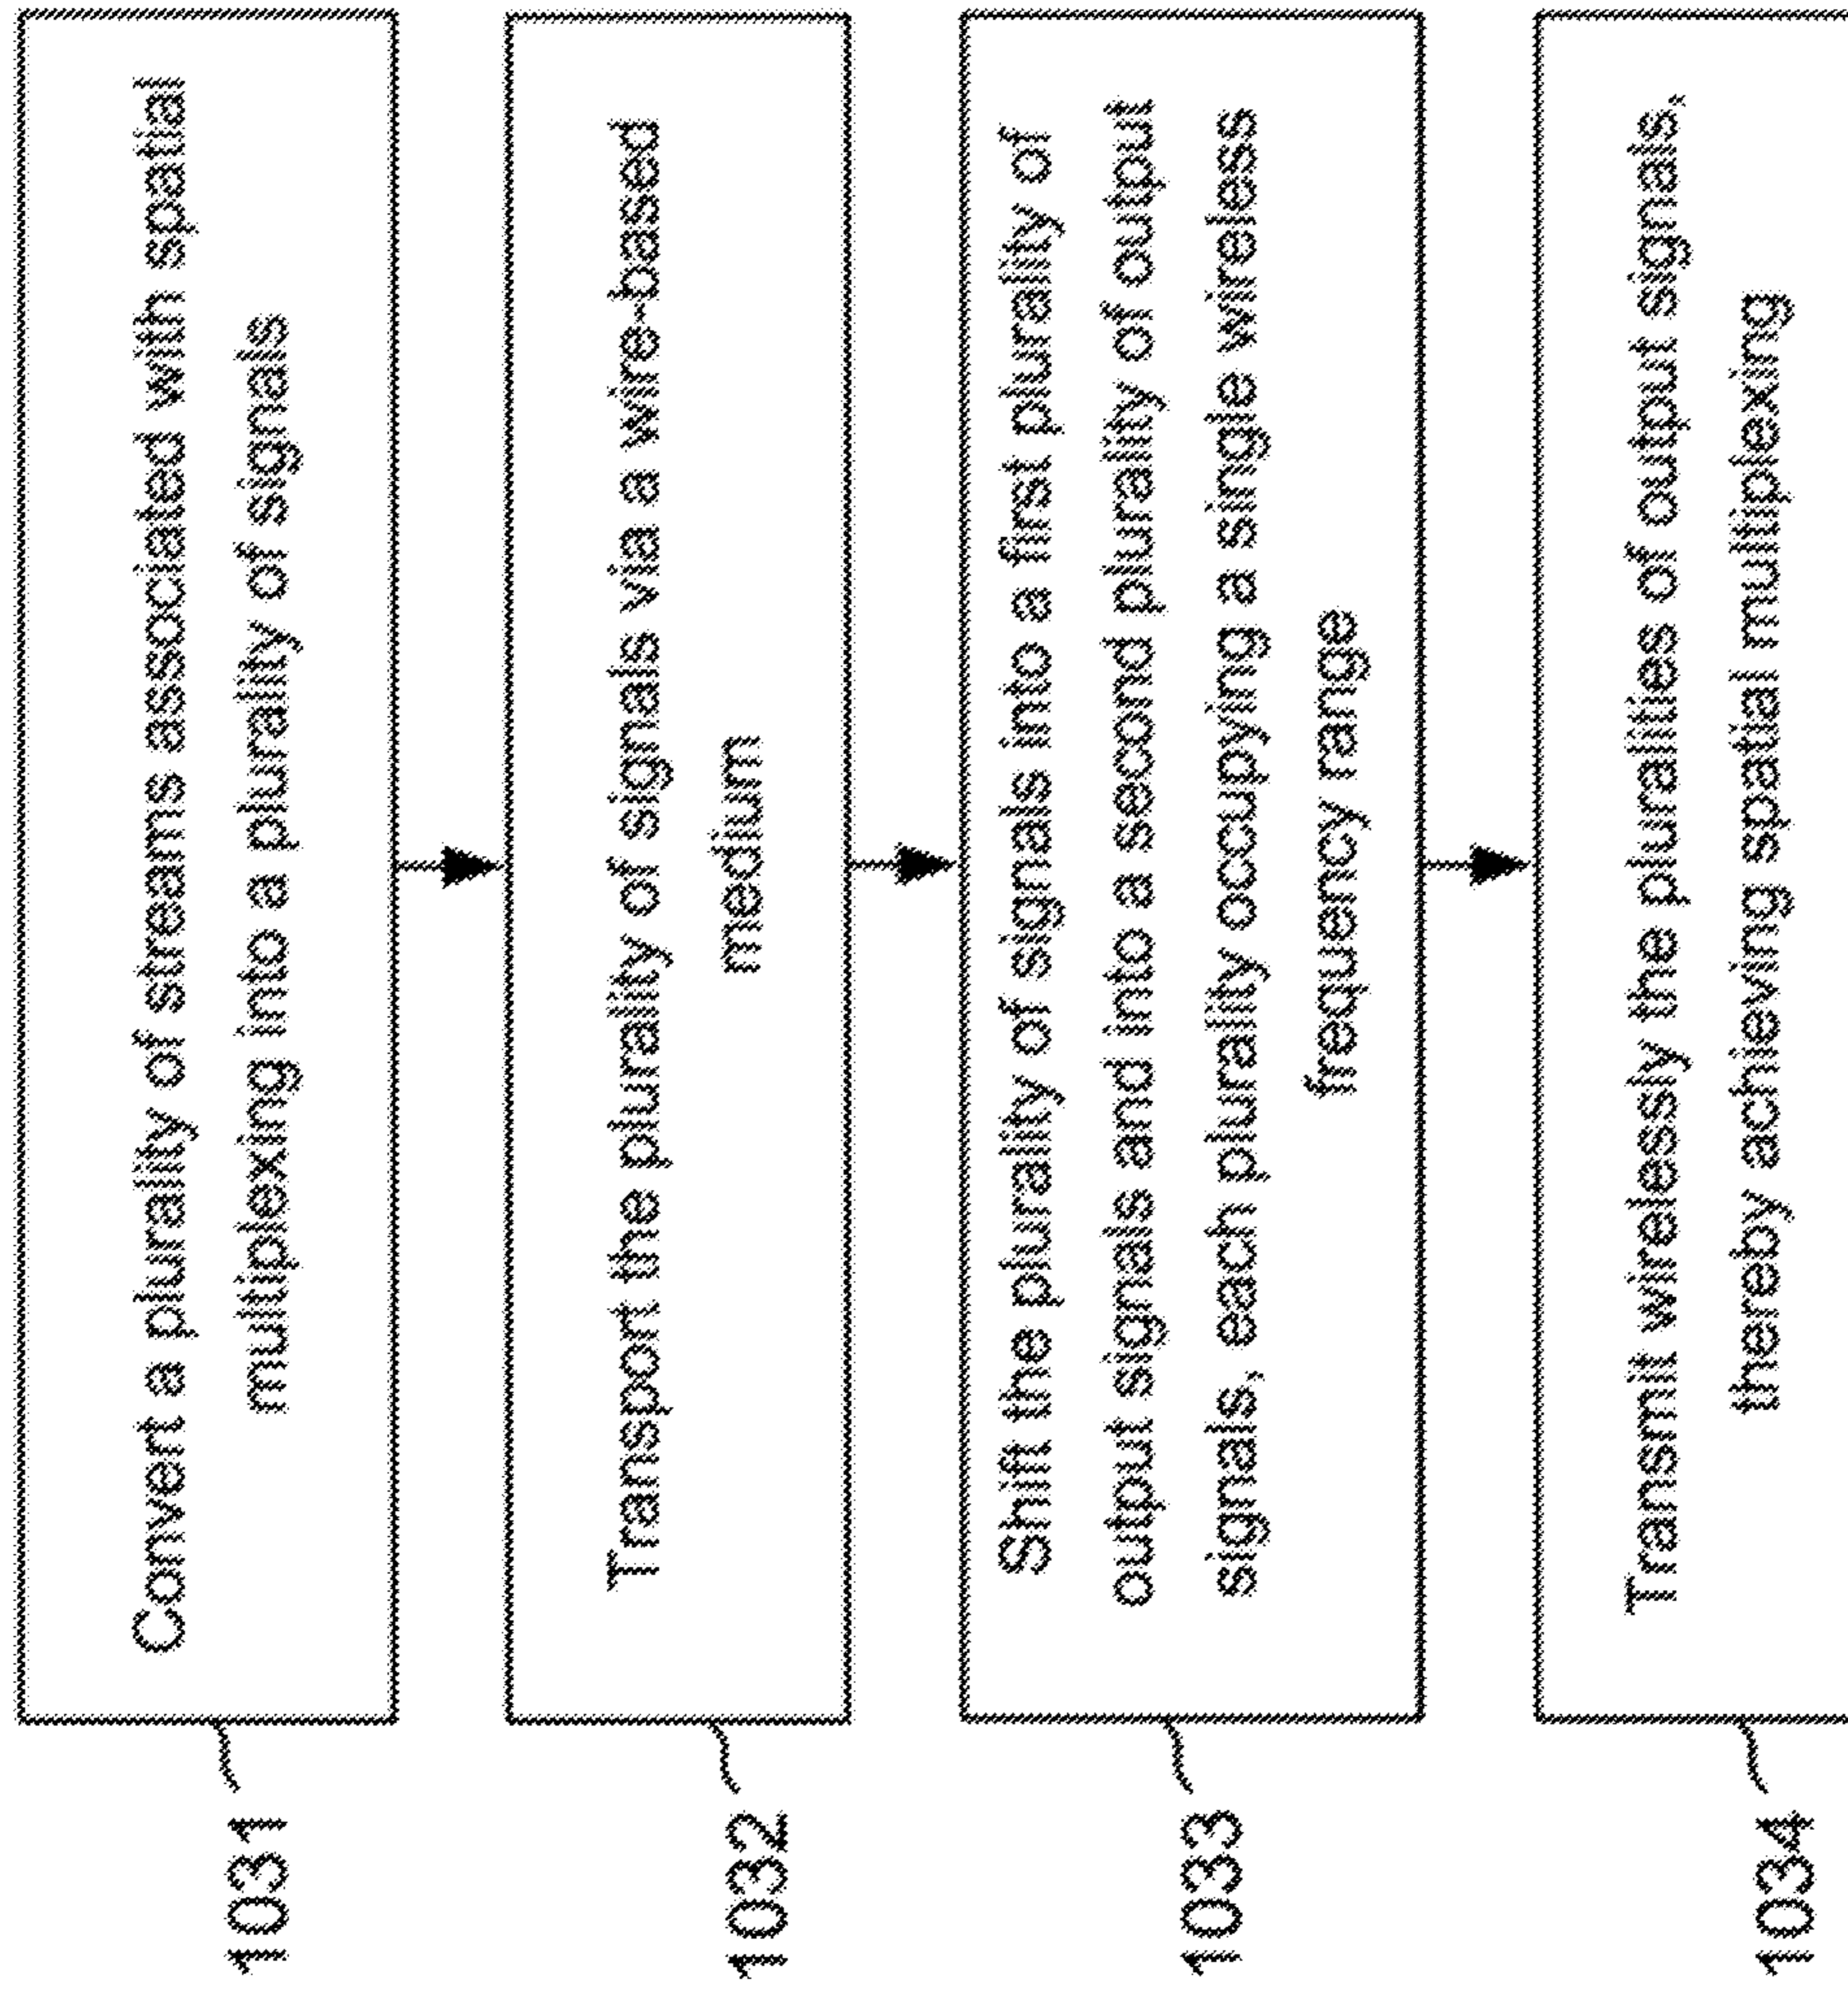 1031
Convert a plurality of streams associated with spatial
multiplexing into a plurality of signals
1032
Transport the plurality of signals via a wire-based
medium
1033
Shift the plurality of signals into a first plurality of
output signals and into a second plurality of output
signals, each plurality occupying a single wireless
frequency range
1034
Transmit wirelessly the pluralities of output signals,
thereby achieving spatial multiplexing